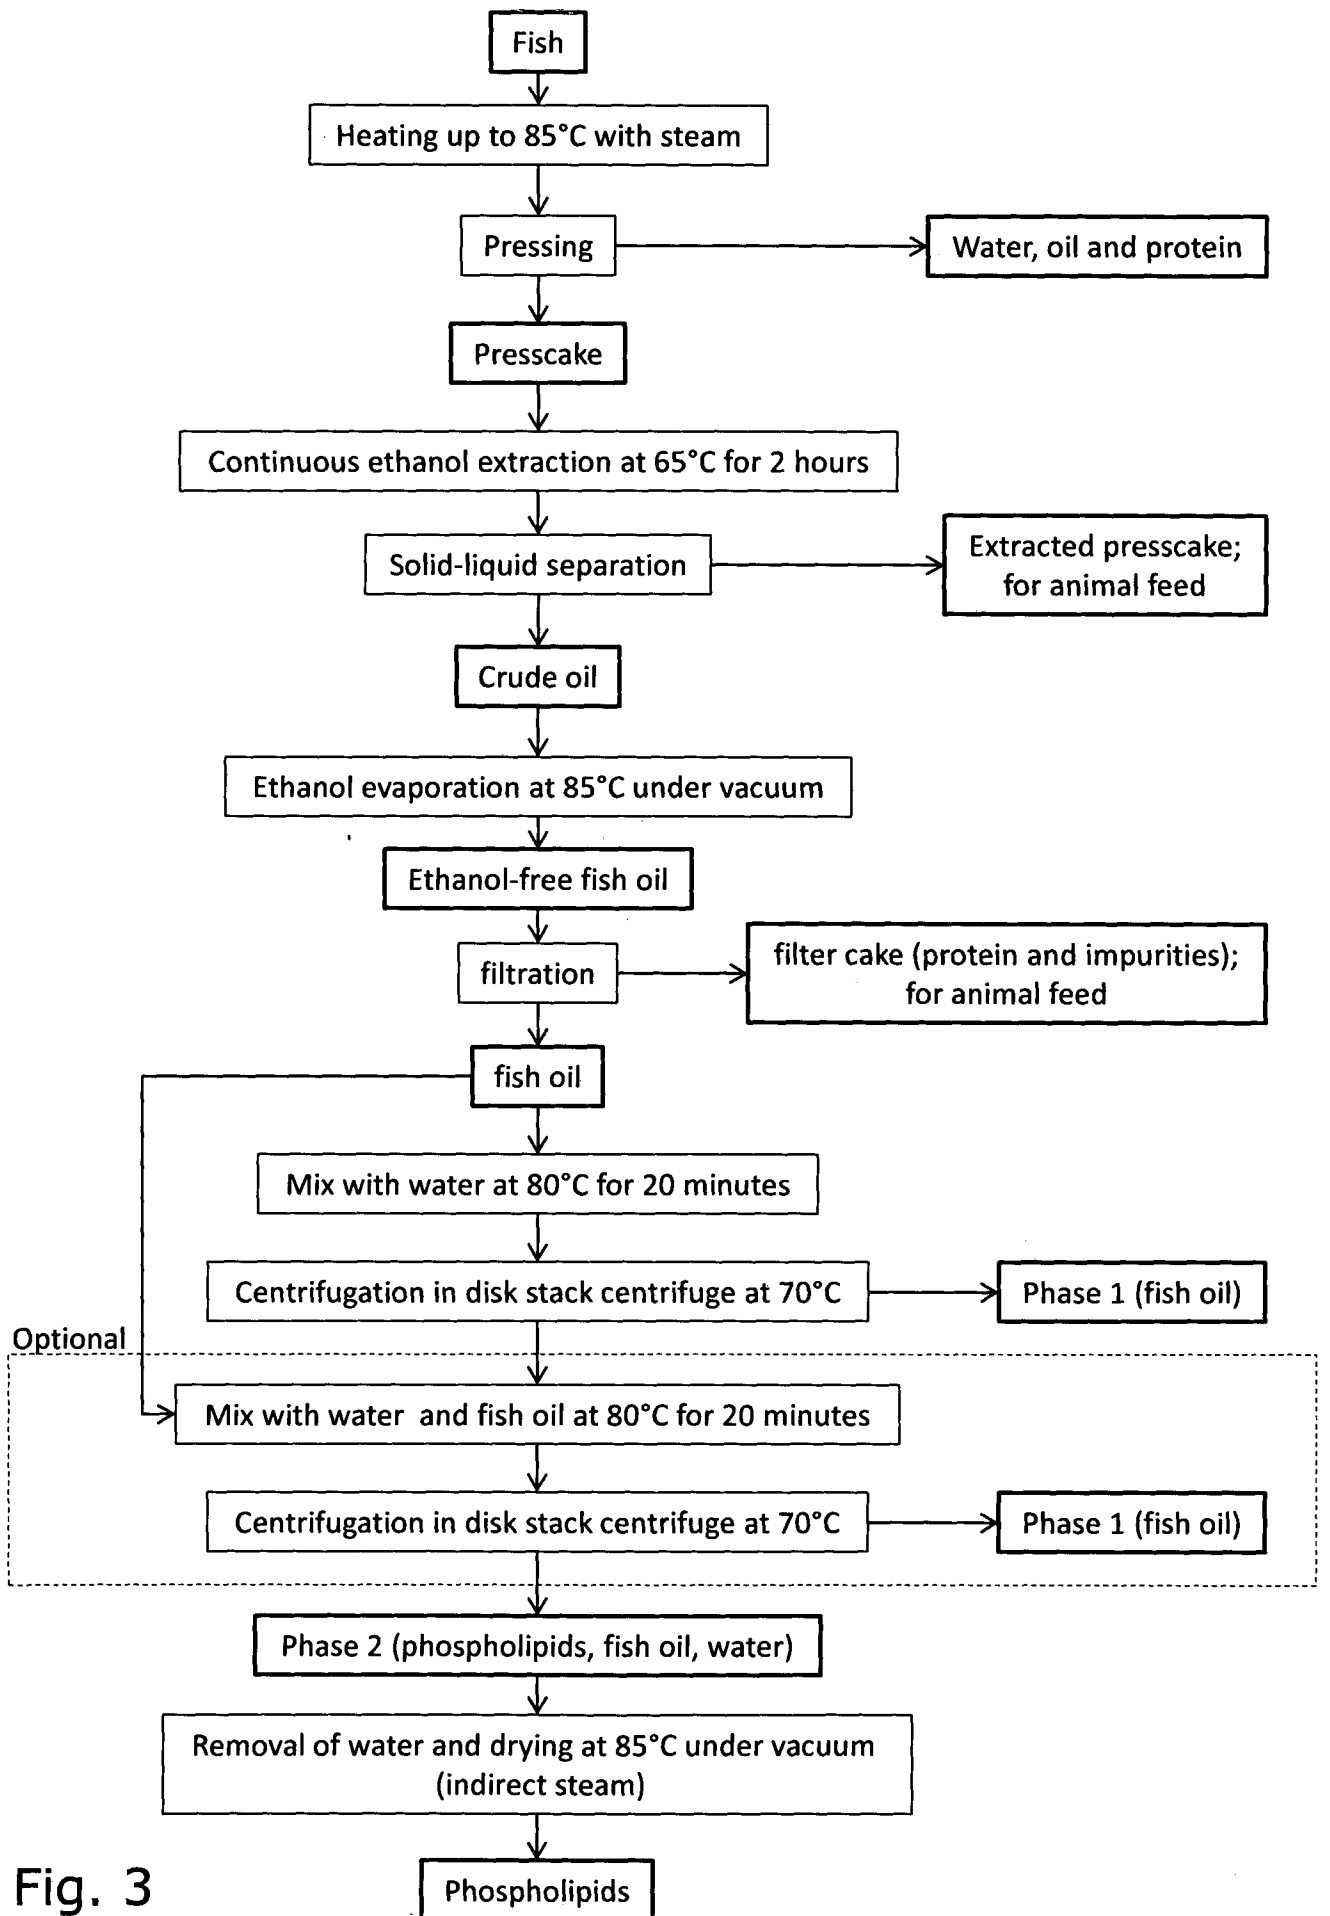 Fish
Heating up to 85°C with steam
Pressing
Water, oil and protein
Presscake
Continuous ethanol extraction at 65°C for 2 hours
Solid-liquid separation
Extracted presscake;
for animal feed
Crude oil
Ethanol evaporation at 85°C under vacuum
Ethanol-free fish oil
filtration
filter cake (protein and impurities);
for animal feed
fish oil
Mix with water at 80°C for 20 minutes
Centrifugation in disk stack centrifuge at 70°C
Phase 1 (fish oil)
Optional
Mix with water and fish oil at 80°C for 20 minutes
Centrifugation in disk stack centrifuge at 70°C
Phase 1 (fish oil)
Phase 2 (phospholipids, fish oil, water)
Removal of water and drying at 85°C under vacuum
(indirect steam)
Phospholipids
Fig. 3